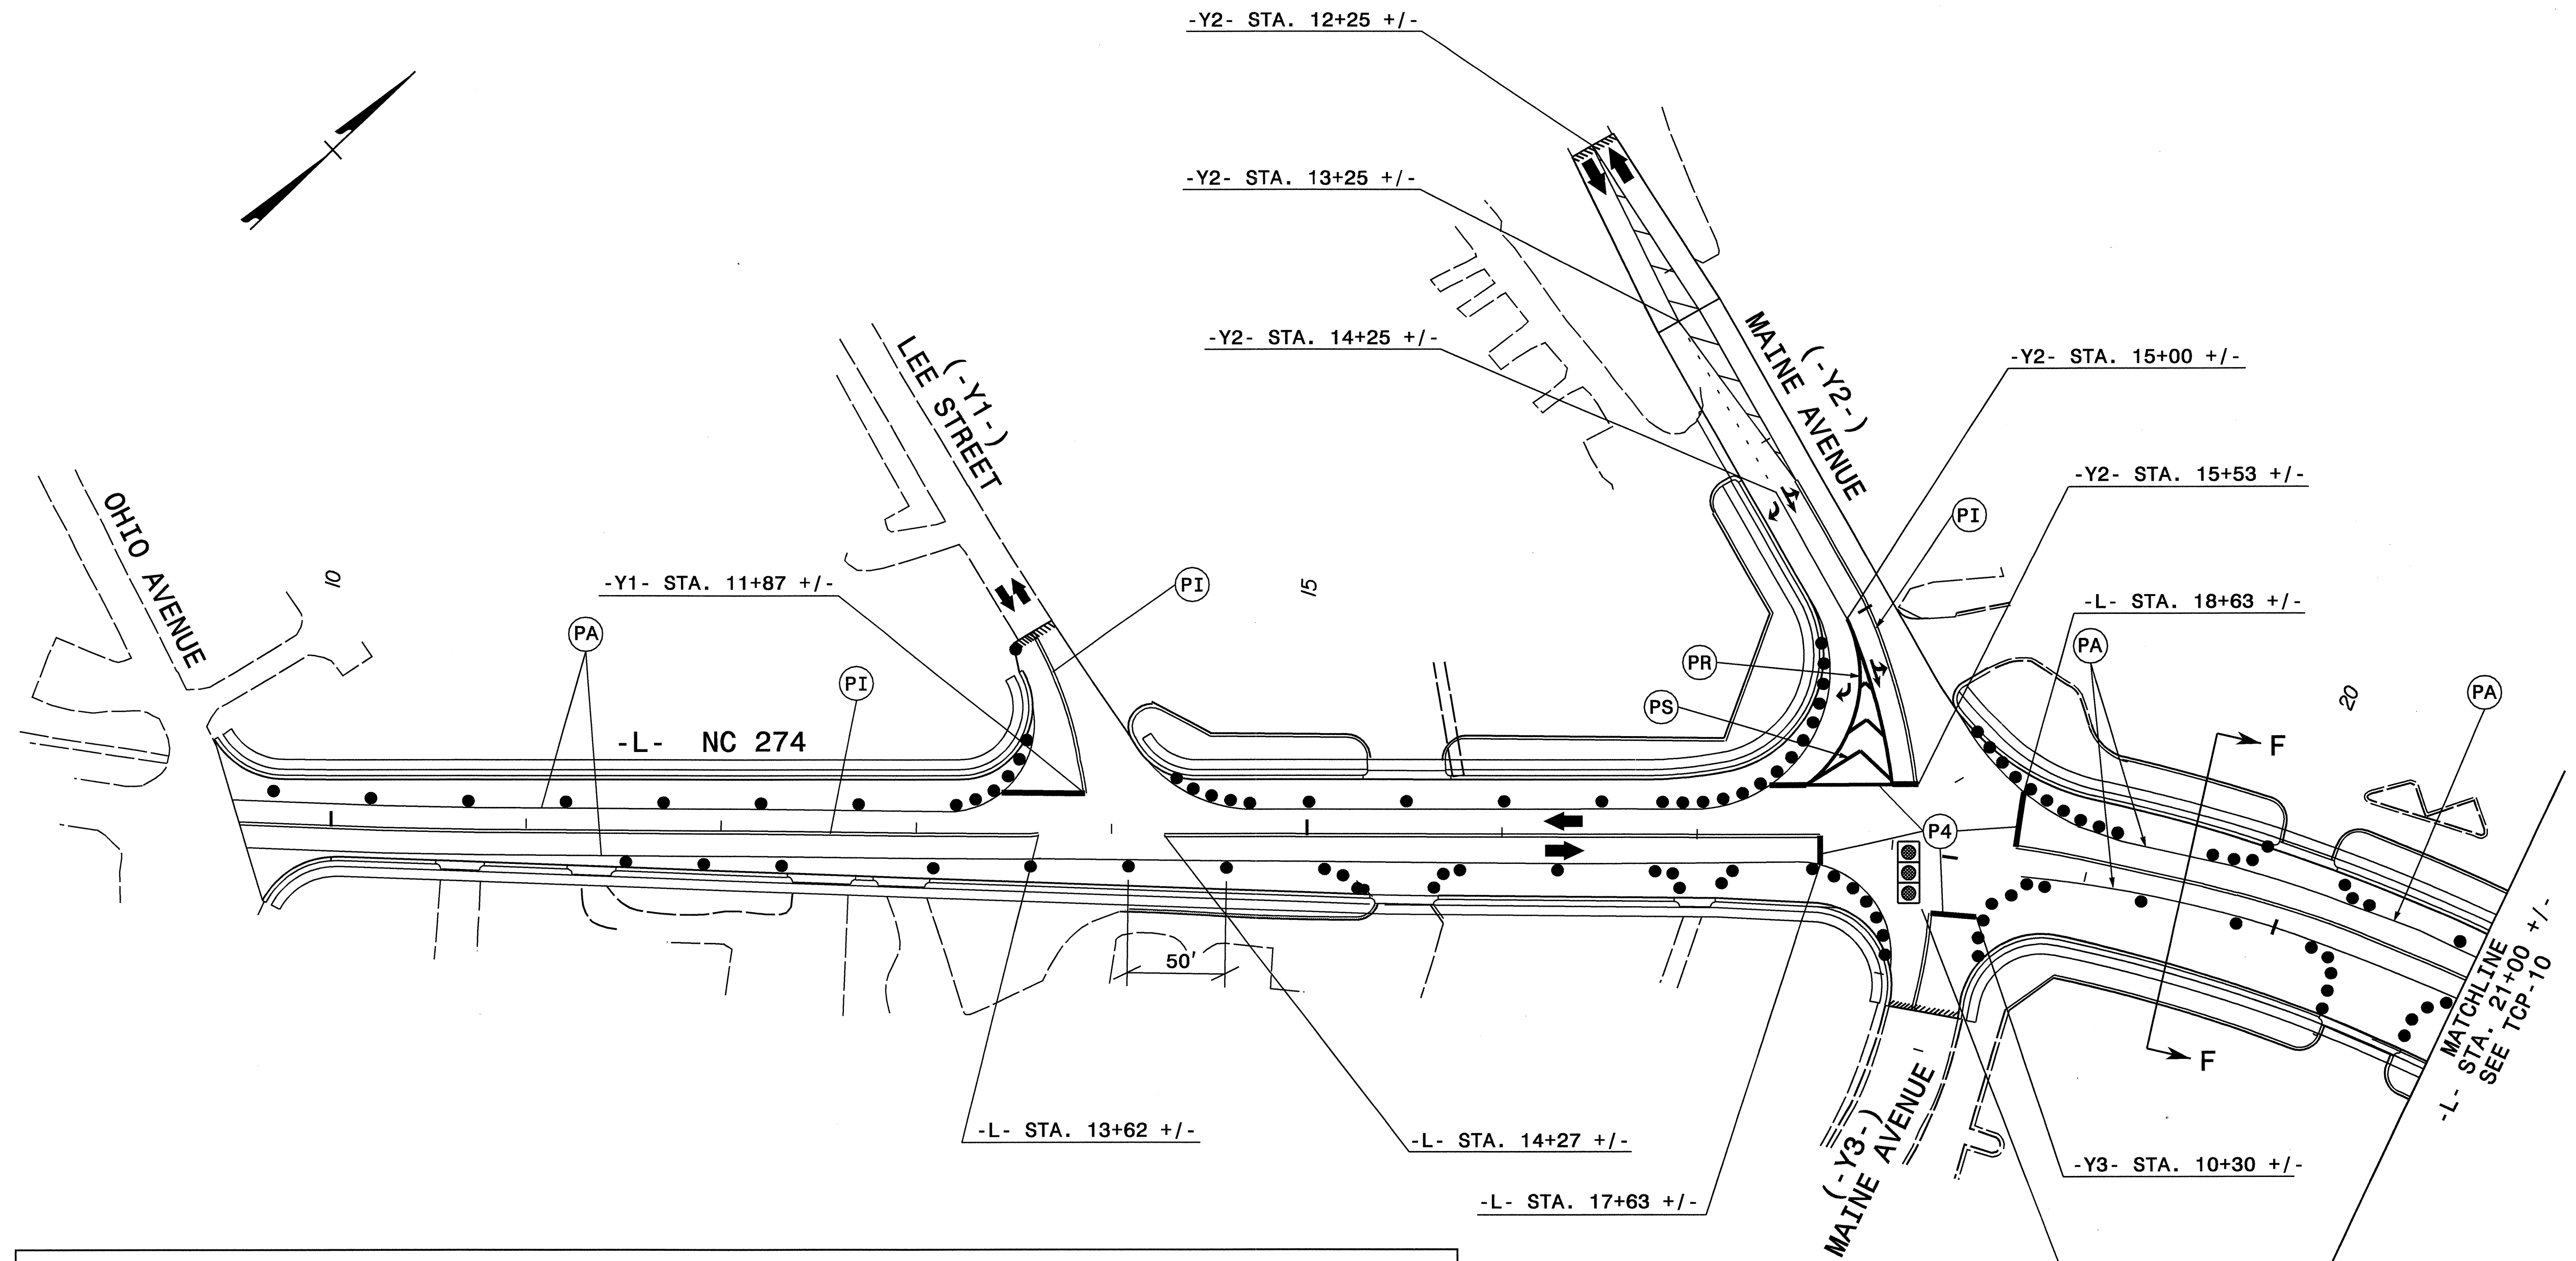 -Y2- STA. 12+25 +/-
-Y2- STA. 13+25 +/-
-Y2- STA. 14+25 +/-
MAINE AVENUE
(-Y2-)
-Y2- STA. 15+00 +/-
LEE STREET
(-Y1-)
-Y2- STA. 15+53 +/-
OHIO AVENUE
PI
10
-Y1- STA. 11+87 +/-
PI
15
-L- STA. 18+63 +/-
PA
PA
PR
PI
PS
PA
20
-L- NC 274
F
P4
50'
F
MATCHLINE
-L- STA. 21+00 +/-
SEE TCP-10
-L- STA. 13+62 +/-
-L- STA. 14+27 +/-
(-Y3-)
MAINE AVENUE
-Y3- STA. 10+30 +/-
-L- STA. 17+63 +/-